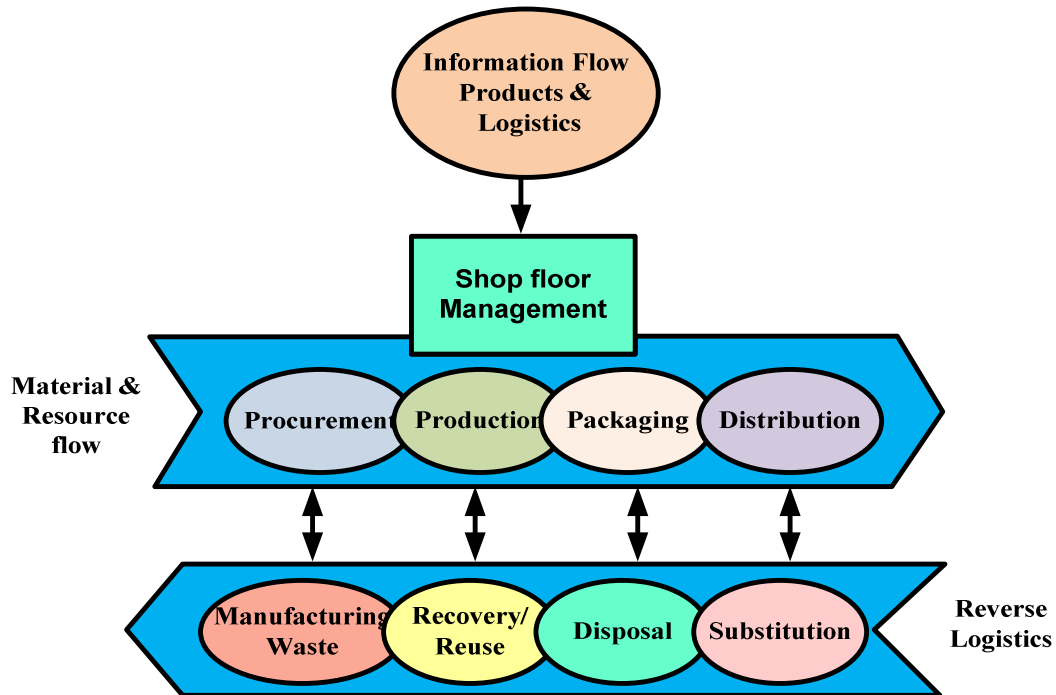 Information Flow
Products &
Logistics
Shop floor
Management
Material &
Resource
flow
Procurement
Production
Packaging
Distribution
Manufacturing
Waste
Recovery/
Reuse
Disposal
Substitution
Reverse
Logistics